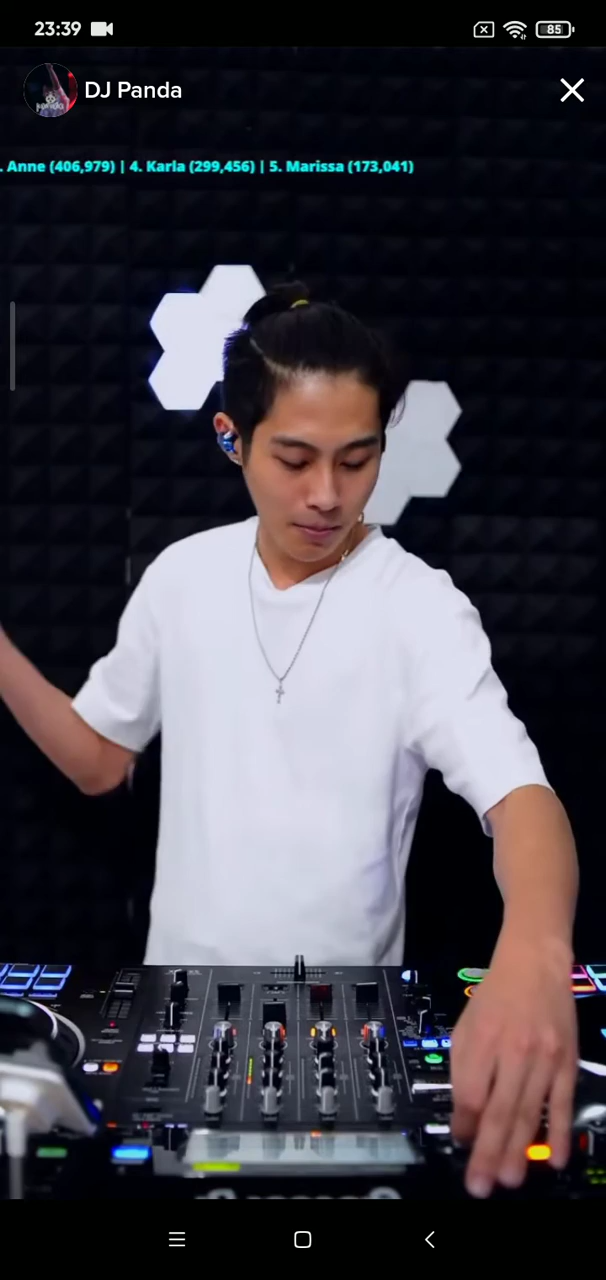 23:39
85
DJ Panda
. Anne (406,979) | 4. Karla (299,456) | 5. Marissa (173,041)